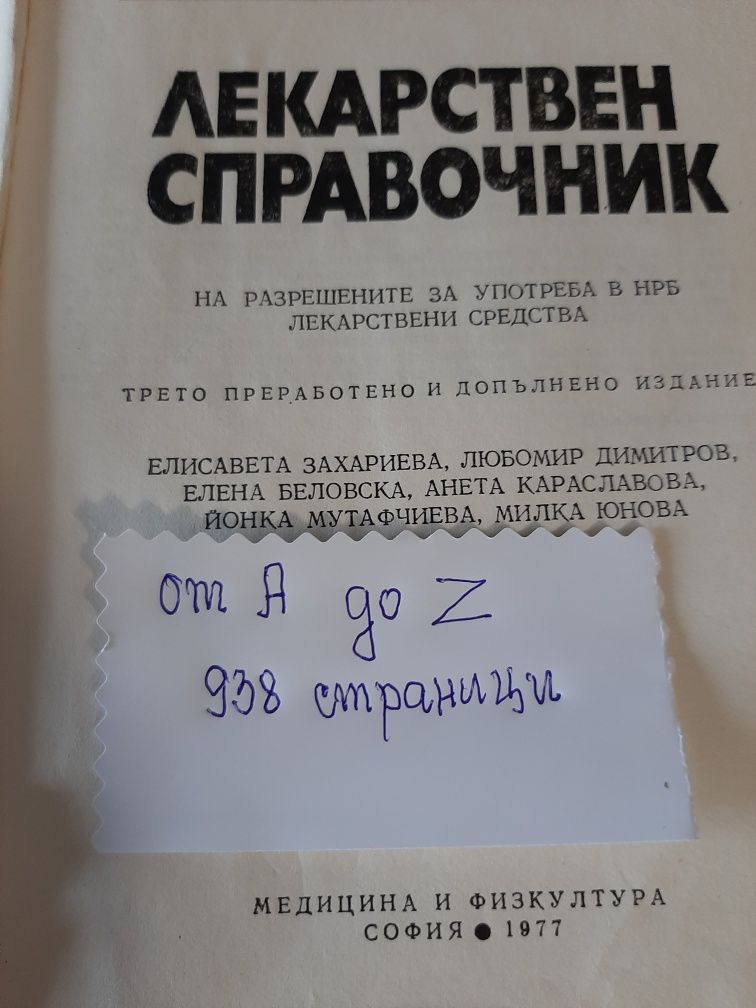 ЛЕКАРСТВЕН
СПРАВОЧНИК
НА РАЗРЕШЕНИТЕ ЗА УПОТРЕБА В НРБ
ЛЕКАРСТВЕНИ СРЕДСТВА
ТРЕТО ПРЕРАБОТЕНО И ДОПЪЛНЕНО ИЗДАНИЕ
ЕЛИСАВЕТА ЗАХАРИЕВА, ЛЮБОМИР ДИМИТРОВ,
ЕЛЕНА БЕЛОВСКА, АНЕТА КАРАСЛАВОВА,
ЙОНКА МУТАФЧИЕВА, МИЛКА ЮНОВА
от А до Z
938 страници
МЕДИЦИНА И ФИЗКУЛТУРА
СОФИЯ ● 1977